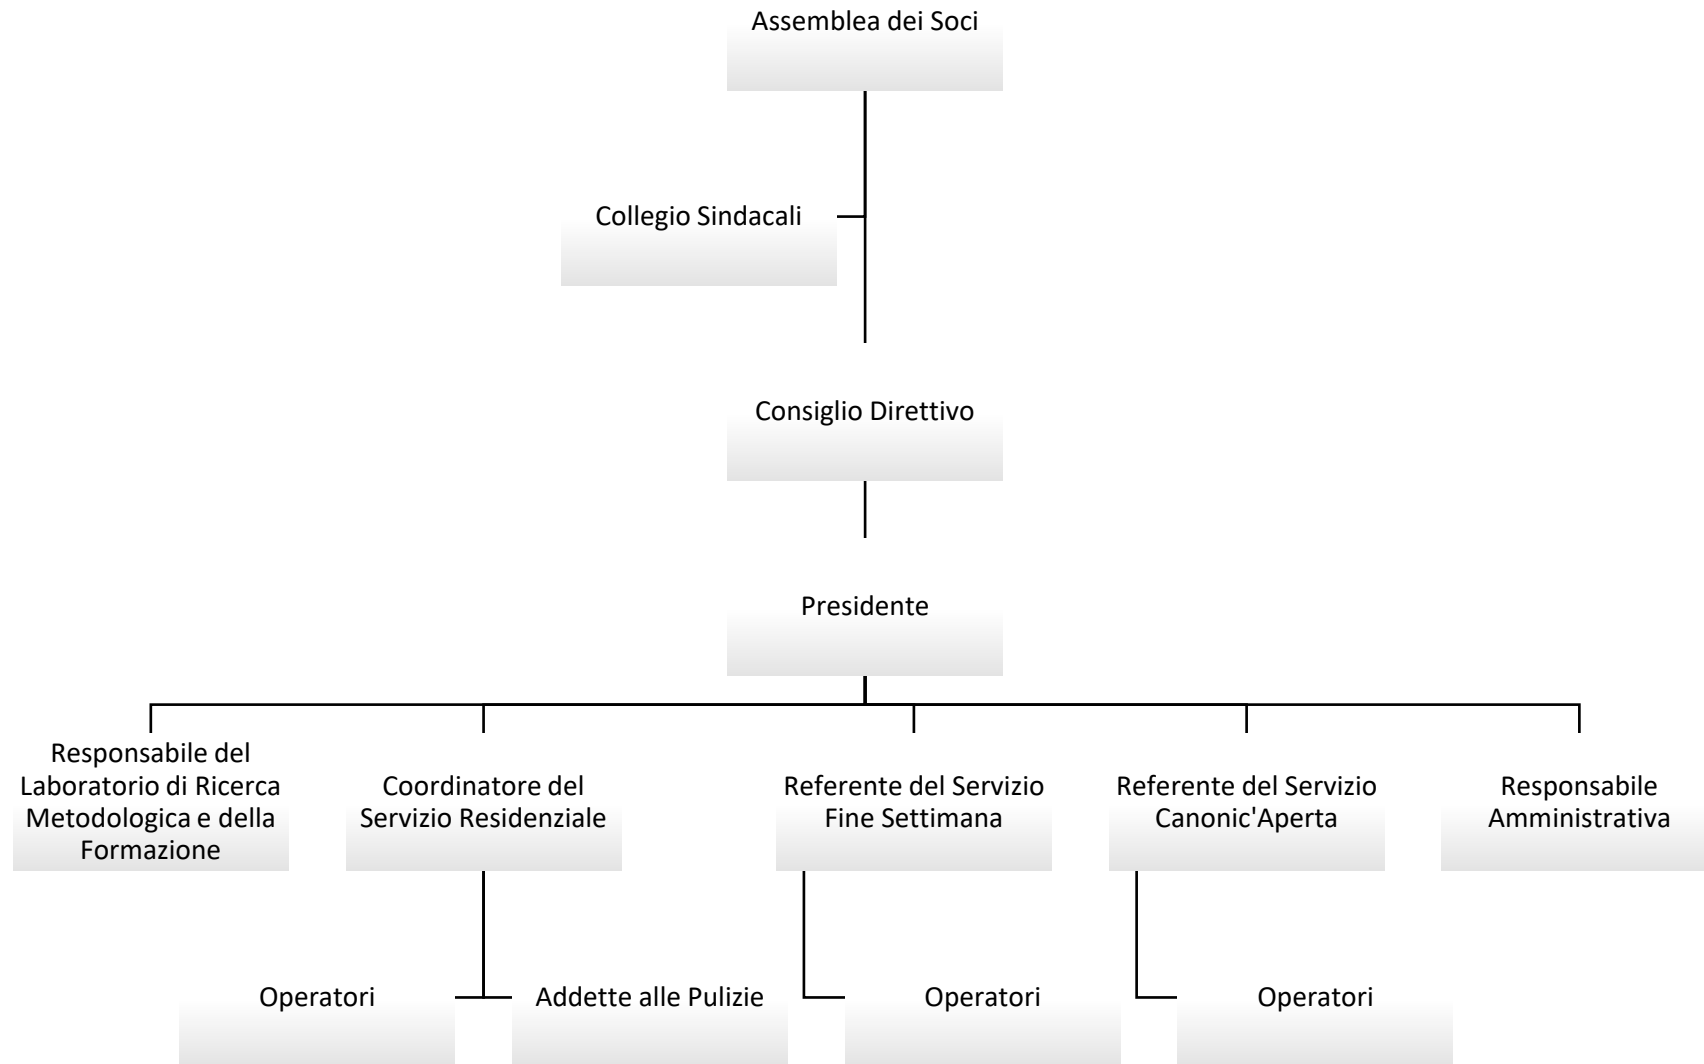 Assemblea dei Soci
Collegio Sindacali
Consiglio Direttivo
Presidente
Responsabile del
Laboratorio di Ricerca
Metodologica e della
Formazione
Coordinatore del
Servizio Residenziale
Referente del Servizio
Fine Settimana
Referente del Servizio
Canonic'Aperta
Responsabile
Amministrativa
Operatori
Addette alle Pulizie
Operatori
Operatori